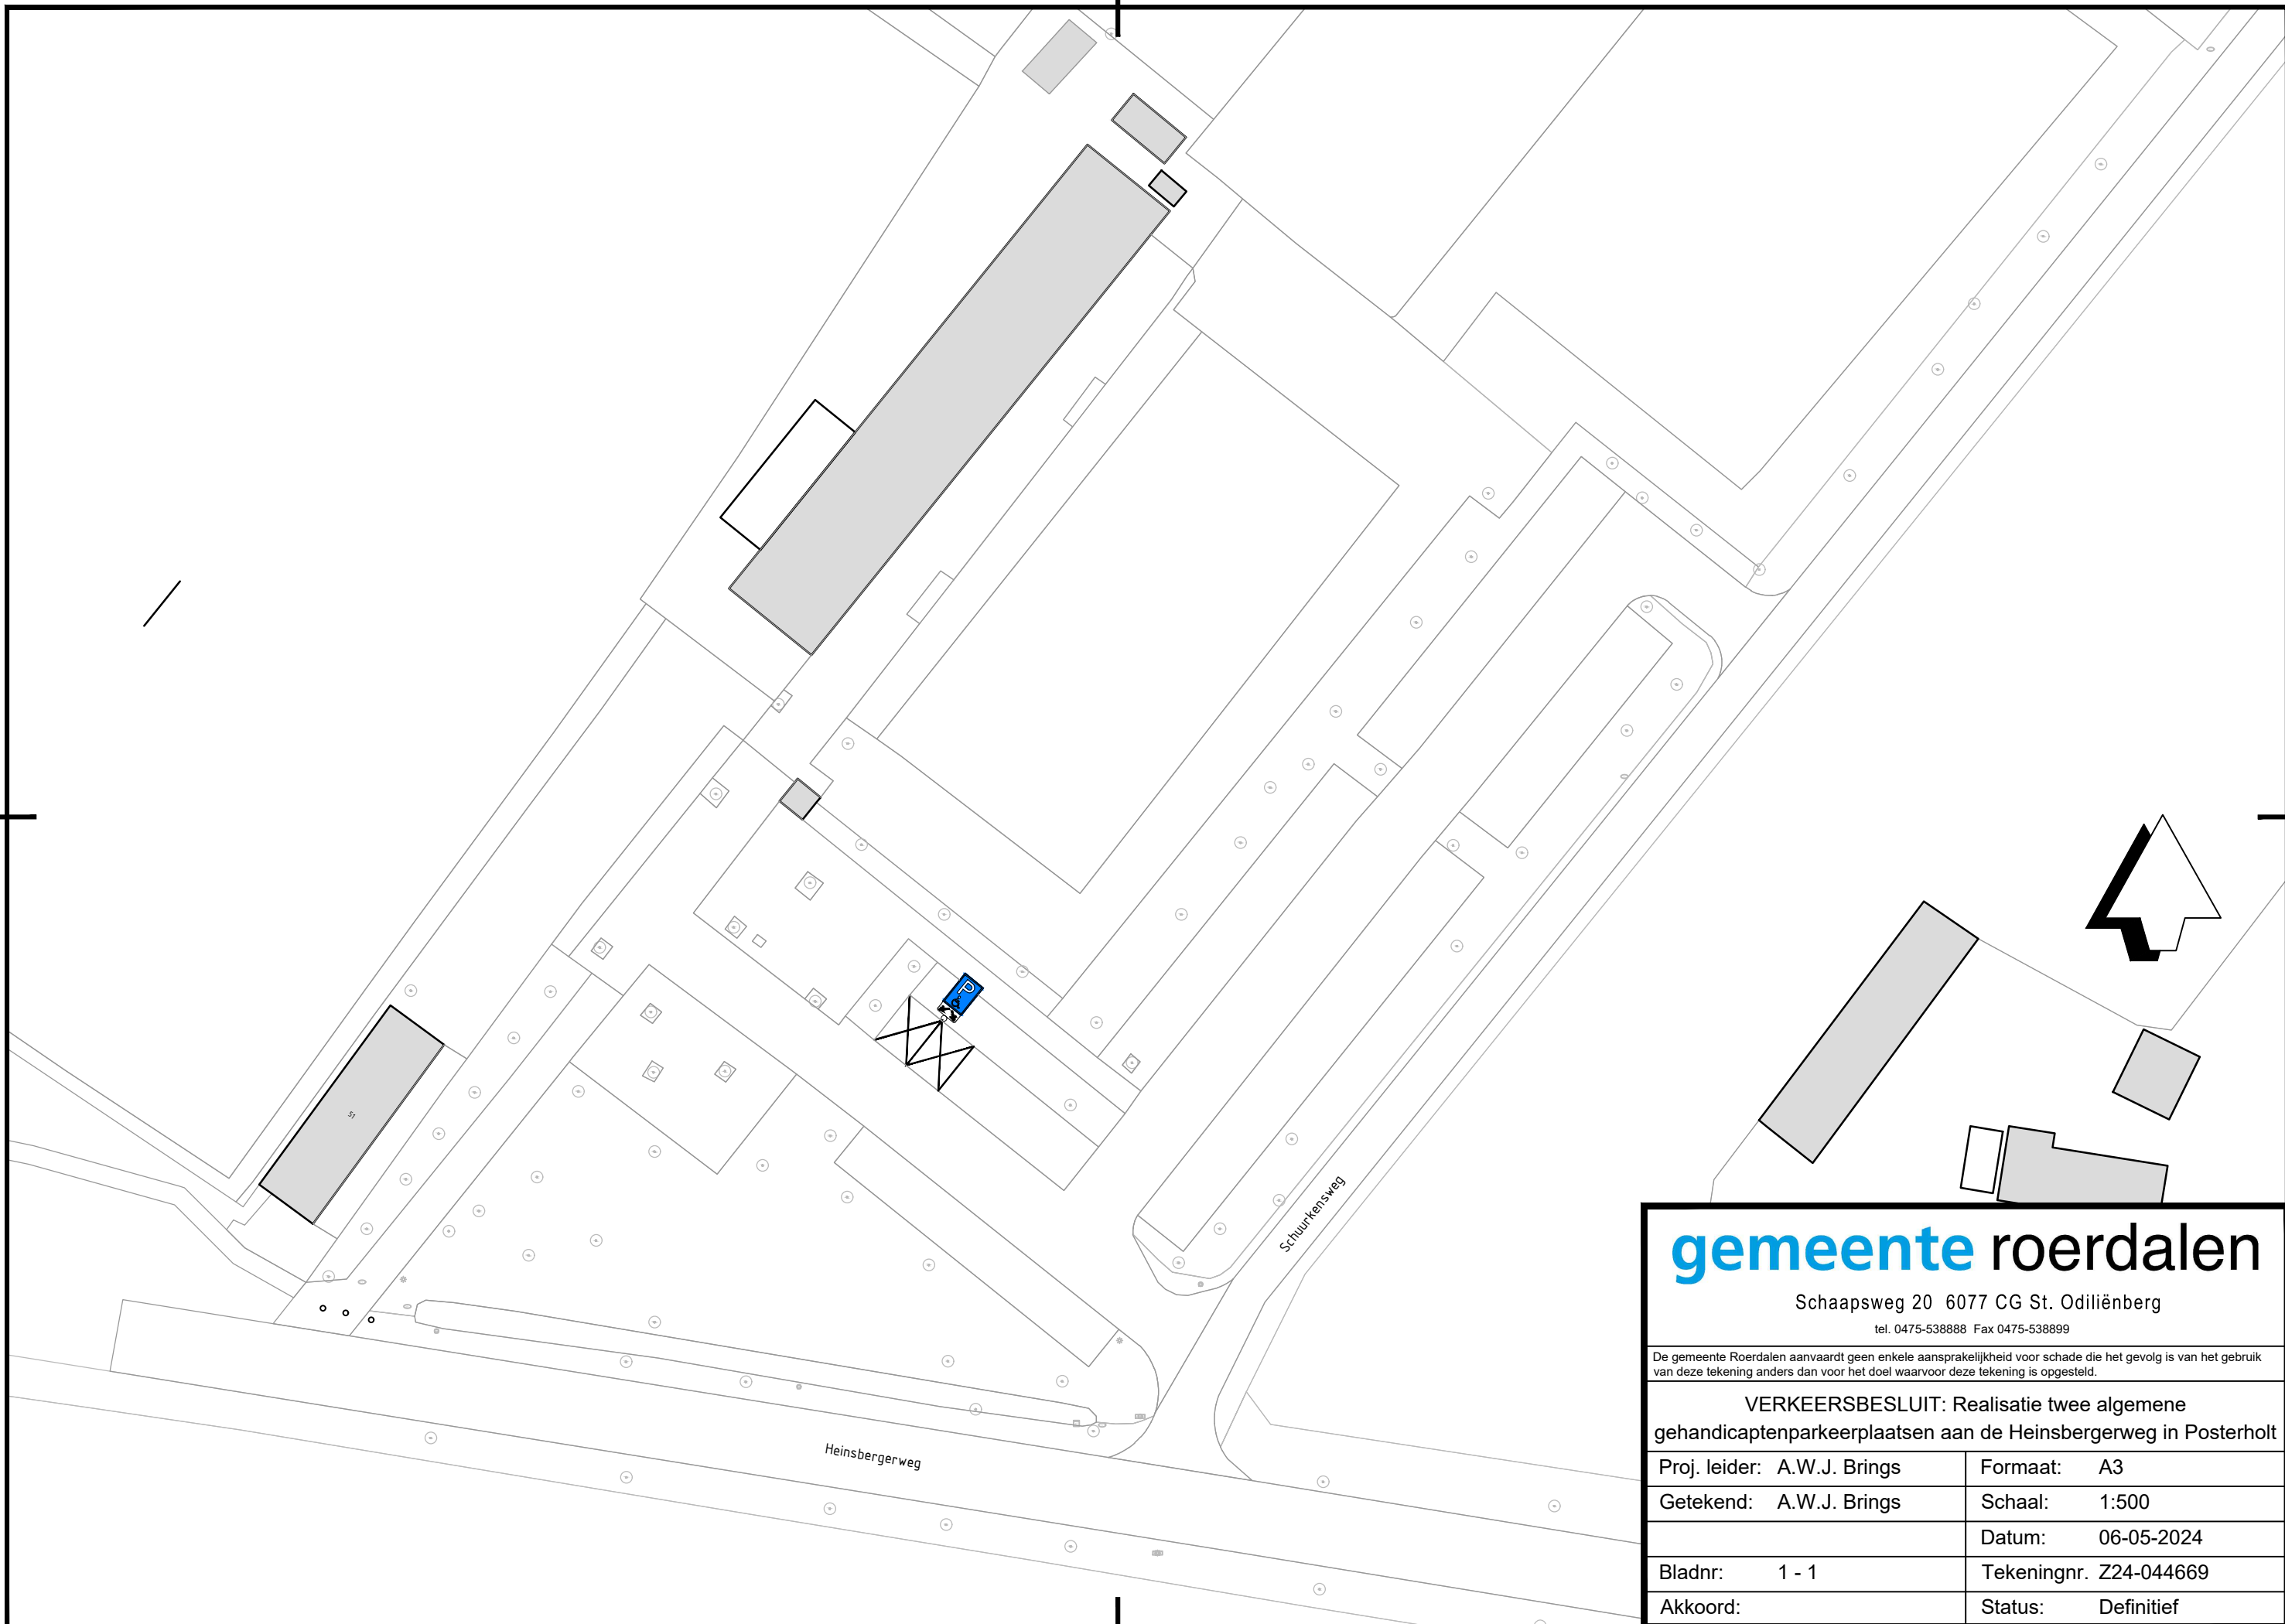 P
51
Schuurkensweg
Heinsbergerweg
gemeente roerdalen
Schaapsweg 20 6077 CG St. Odiliënberg
tel. 0475-538888 Fax 0475-538899
De gemeente Roerdalen aanvaardt geen enkele aansprakelijkheid voor schade die het gevolg is van het gebruik
van deze tekening anders dan voor het doel waarvoor deze tekening is opgesteld.
VERKEERSBESLUIT: Realisatie twee algemene
gehandicaptenparkeerplaatsen aan de Heinsbergerweg in Posterholt
Proj. leider: A.W.J. Brings Formaat: A3
Getekend: A.W.J. Brings Schaal: 1:500
Datum: 06-05-2024
Bladnr: 1 - 1 Tekeningnr. Z24-044669
Akkoord: Status: Definitief